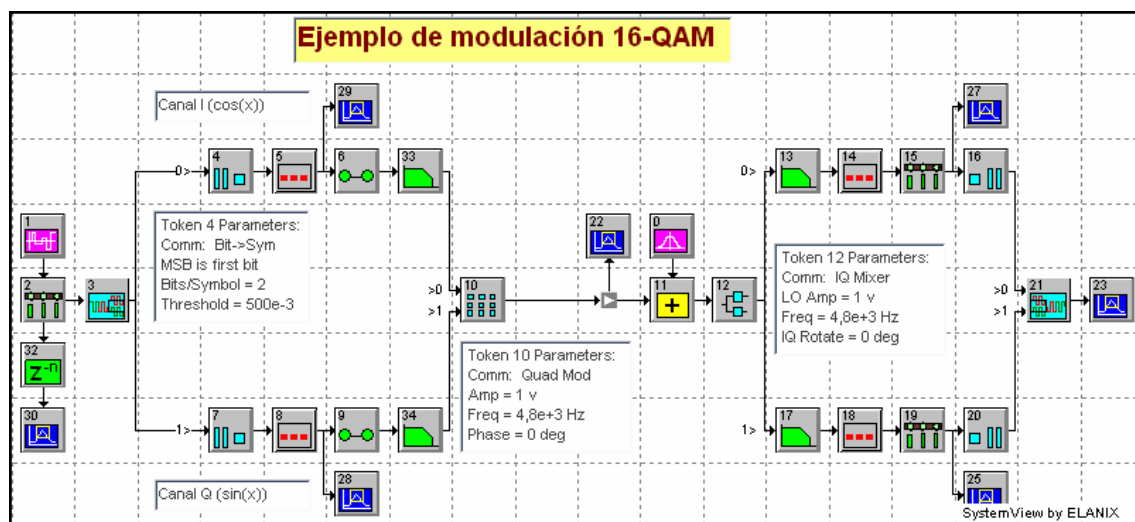 Ejemplo de modulación 16-QAM
Canal I (cos(x))
29
27
0>
4
5
6
33
0>
13
14
15
16
1
Token 4 Parameters:
Comm: Bit->Sym
MSB is first bit
Bits/Symbol = 2
Threshold = 500e-3
22
0
Token 12 Parameters:
Comm: IQ Mixer
LO Amp = 1 v
Freq = 4,8e+3 Hz
IQ Rotate = 0 deg
2
3
>0
>1
10
11
12
>0
>1
21
23
32
z-n
Token 10 Parameters:
Comm: Quad Mod
Amp = 1 v
Freq = 4,8e+3 Hz
Phase = 0 deg
30
1>
7
8
9
34
1>
17
18
19
20
Canal Q (sin(x))
28
25
SystemView by ELANIX